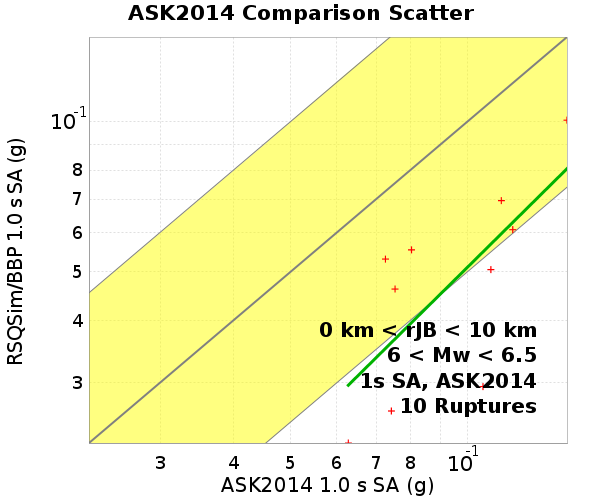 ASK2014 Comparison Scatter
RSQSim/BBP 1.0 s SA (g)
10⁻¹
8
7
6
5
4
3
0 km < rJB < 10 km
6 < Mw < 6.5
1s SA, ASK2014
10 Ruptures
3 4 5 6 7 8 10⁻¹
ASK2014 1.0 s SA (g)